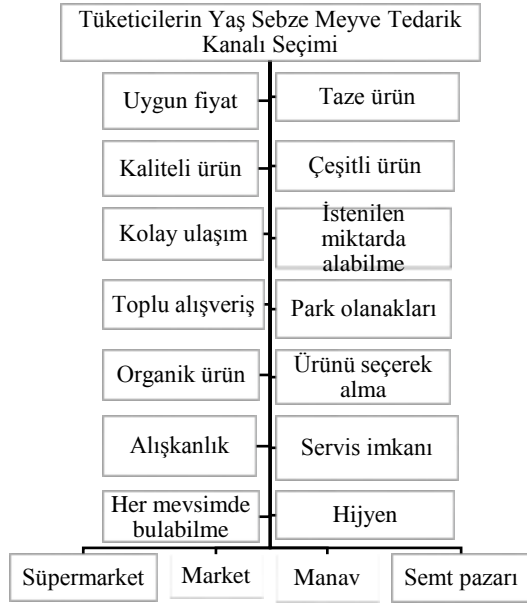 Tüketicilerin Yaş Sebze Meyve Tedarik
Kanalı Seçimi
Uygun fiyat
Taze ürün
Kaliteli ürün
Çeşitli ürün
Kolay ulaşım
İstenilen
miktarda
alabilme
Toplu alışveriş
Park olanakları
Organik ürün
Ürünü seçerek
alma
Alışkanlık
Servis imkanı
Her mevsimde
bulabilme
Hijyen
Süpermarket
Market
Manav
Semt pazarı